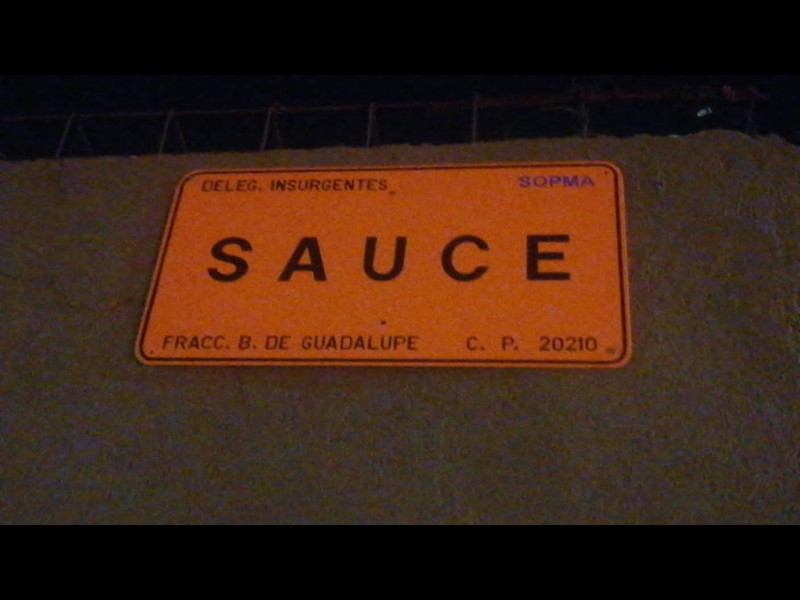 DELEG. INSURGENTES SOPMA
SAUCE
FRACC. B. DE GUADALUPE C. P. 20210